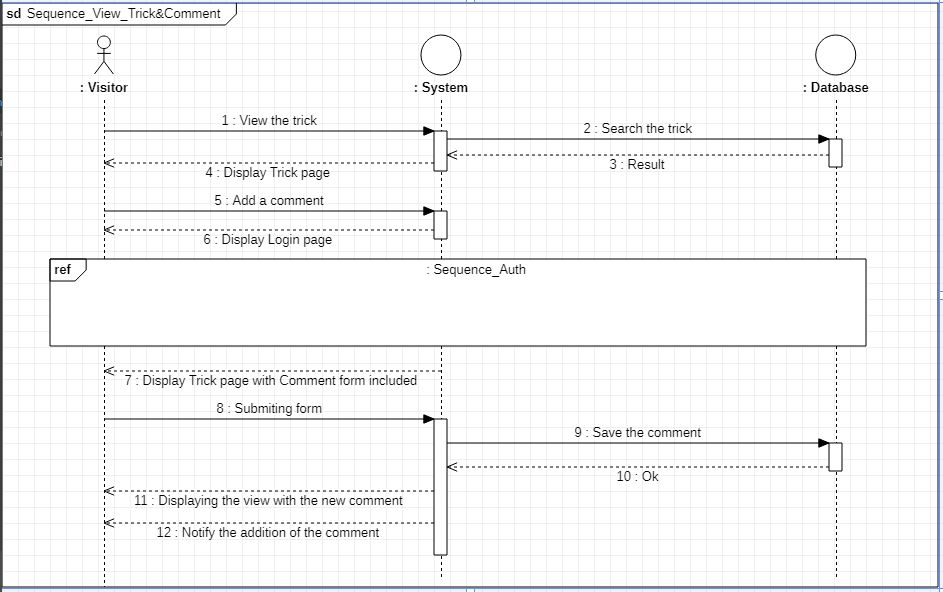 sd Sequence_View_Trick&Comment
: Visitor
: System
: Database
1 : View the trick
2 : Search the trick
3 : Result
4 : Display Trick page
5 : Add a comment
6 : Display Login page
ref
: Sequence_Auth
7 : Display Trick page with Comment form included
8 : Submiting form
9 : Save the comment
10 : Ok
11 : Displaying the view with the new comment
12 : Notify the addition of the comment